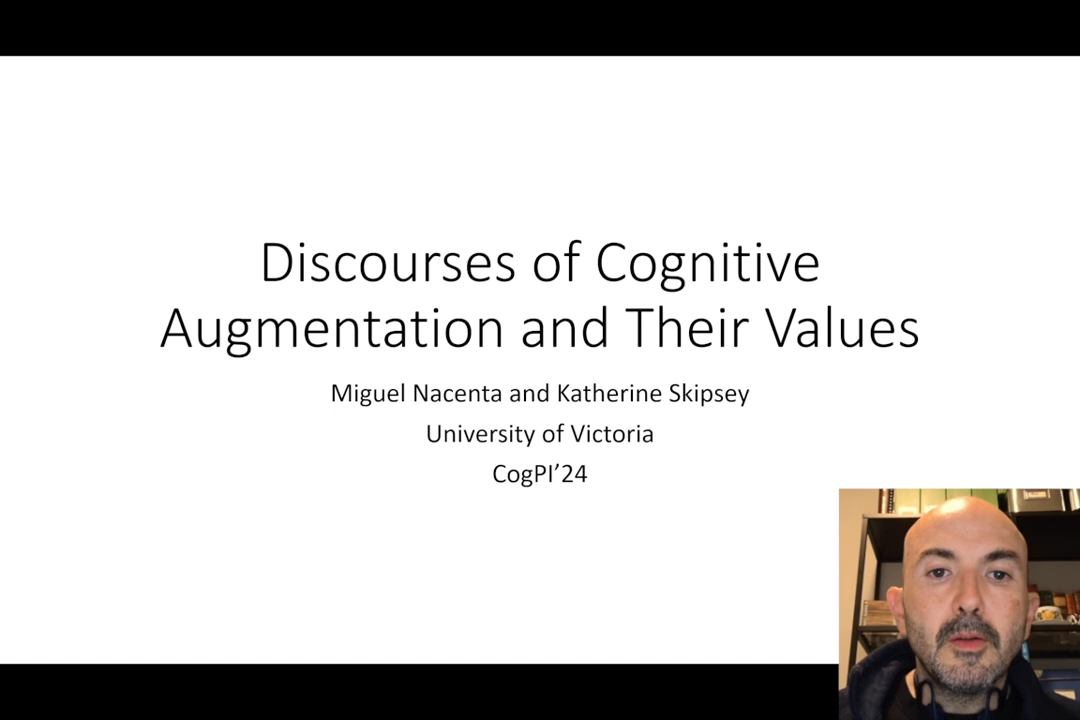 Discourses of Cognitive
Augmentation and Their Values
Miguel Nacenta and Katherine Skipsey
University of Victoria
CogPI’24